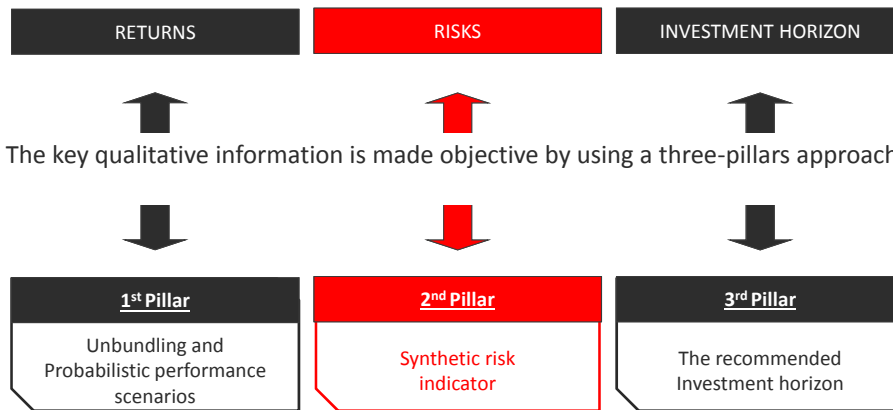 RETURNS
RISKS
INVESTMENT HORIZON
The key qualitative information is made objective by using a three-pillars approach
1st Pillar
Unbundling and
Probabilistic performance
scenarios
2nd Pillar
Synthetic risk
indicator
3rd Pillar
The recommended
Investment horizon